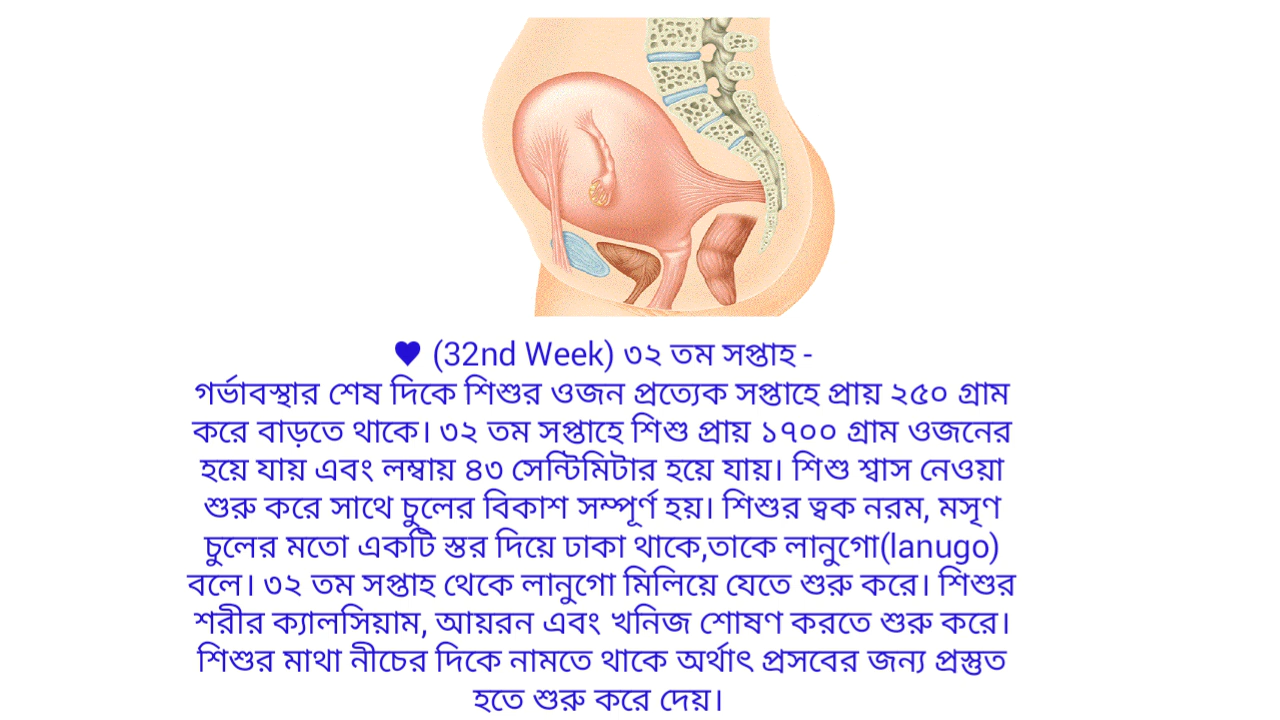 ♥ (32nd Week) ৩২ তম সপ্তাহ -
গর্ভাবস্থার শেষ দিকে শিশুর ওজন প্রত্যেক সপ্তাহে প্রায় ২৫০ গ্রাম
করে বাড়তে থাকে। ৩২ তম সপ্তাহে শিশু প্রায় ১৭০০ গ্রাম ওজনের
হয়ে যায় এবং লম্বায় ৪৩ সেন্টিমিটার হয়ে যায়। শিশু শ্বাস নেওয়া
শুরু করে সাথে চুলের বিকাশ সম্পূর্ণ হয়। শিশুর ত্বক নরম, মসৃণ
চুলের মতো একটি স্তর দিয়ে ঢাকা থাকে,তাকে লানুগো(lanugo)
বলে। ৩২ তম সপ্তাহ থেকে লানুগো মিলিয়ে যেতে শুরু করে। শিশুর
শরীর ক্যালসিয়াম, আয়রন এবং খনিজ শোষণ করতে শুরু করে।
শিশুর মাথা নীচের দিকে নামতে থাকে অর্থাৎ প্রসবের জন্য প্রস্তুত
হতে শুরু করে দেয়।